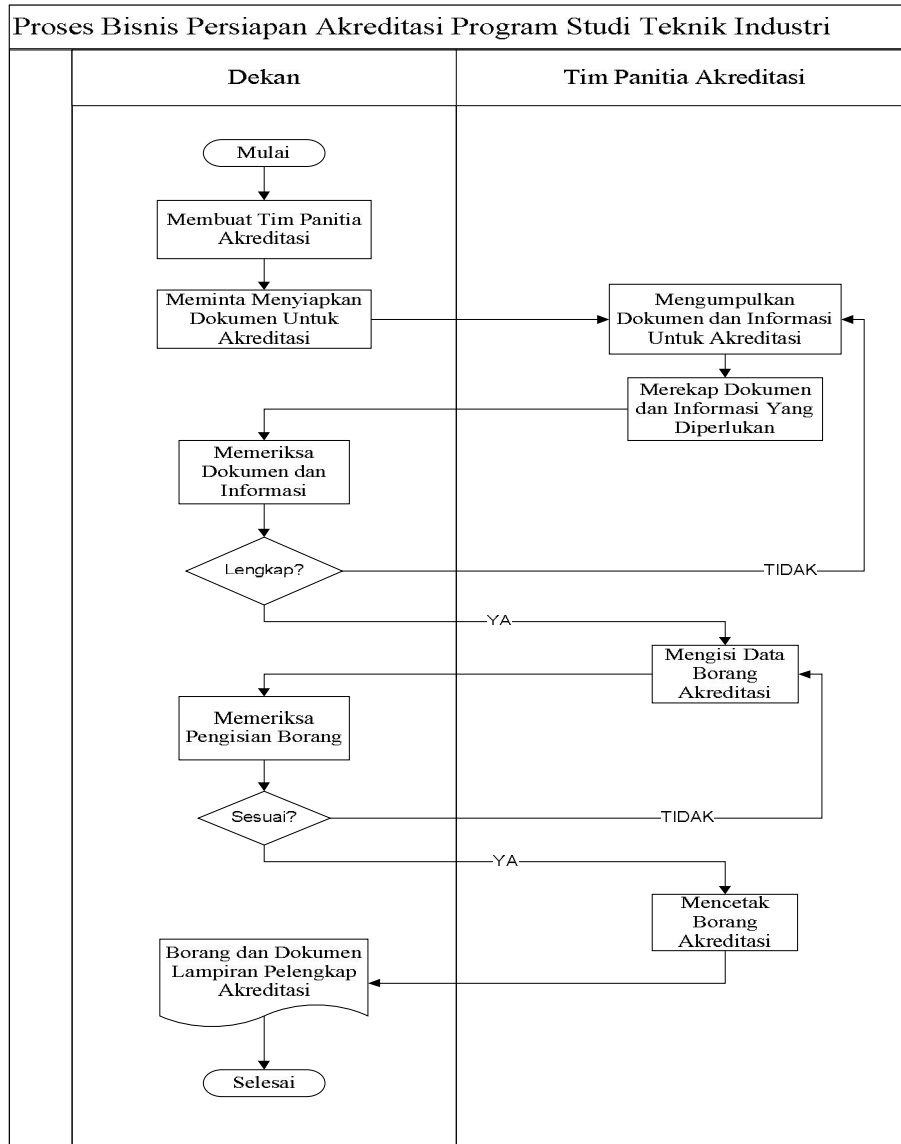 Proses Bisnis Persiapan Akreditasi Program Studi Teknik Industri
Dekan
Tim Panitia Akreditasi
Mulai
Membuat Tim Panitia
Akreditasi
Meminta Menyiapkan
Dokumen Untuk
Akreditasi
Mengumpulkan
Dokumen dan Informasi
Untuk Akreditasi
Merekap Dokumen
dan Informasi Yang
Diperlukan
Memeriksa
Dokumen dan
Informasi
Lengkap?
TIDAK
YA
Mengisi Data
Borang
Akreditasi
Memeriksa
Pengisian Borang
Sesuai?
TIDAK
YA
Mencetak
Borang
Akreditasi
Borang dan Dokumen
Lampiran Pelengkap
Akreditasi
Selesai